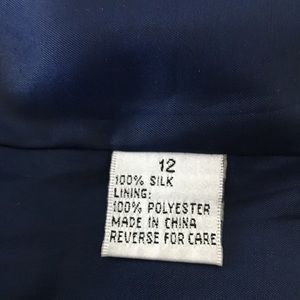 12
100% SILK
LINING:
100% POLYESTER
MADE IN CHINA
REVERSE FOR CARE